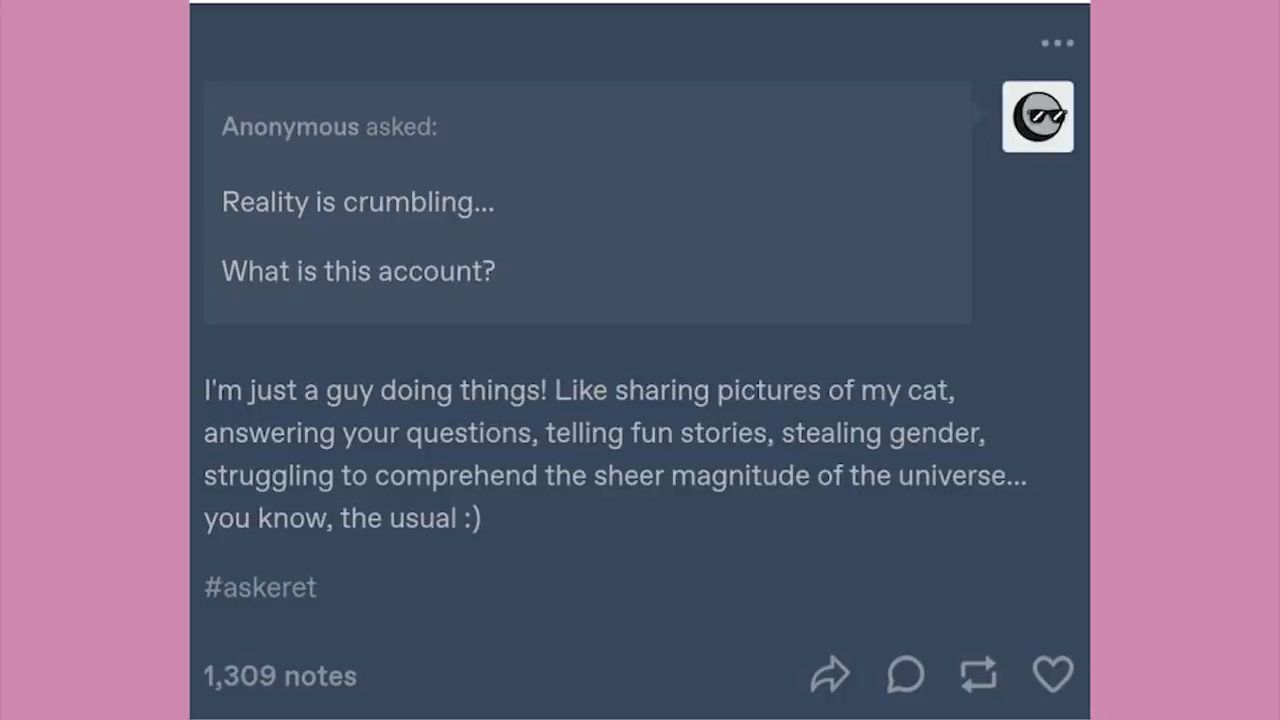 Anonymous asked:
Reality is crumbling...
What is this account?
I'm just a guy doing things! Like sharing pictures of my cat,
answering your questions, telling fun stories, stealing gender,
struggling to comprehend the sheer magnitude of the universe...
you know, the usual :)
#askeret
1,309 notes